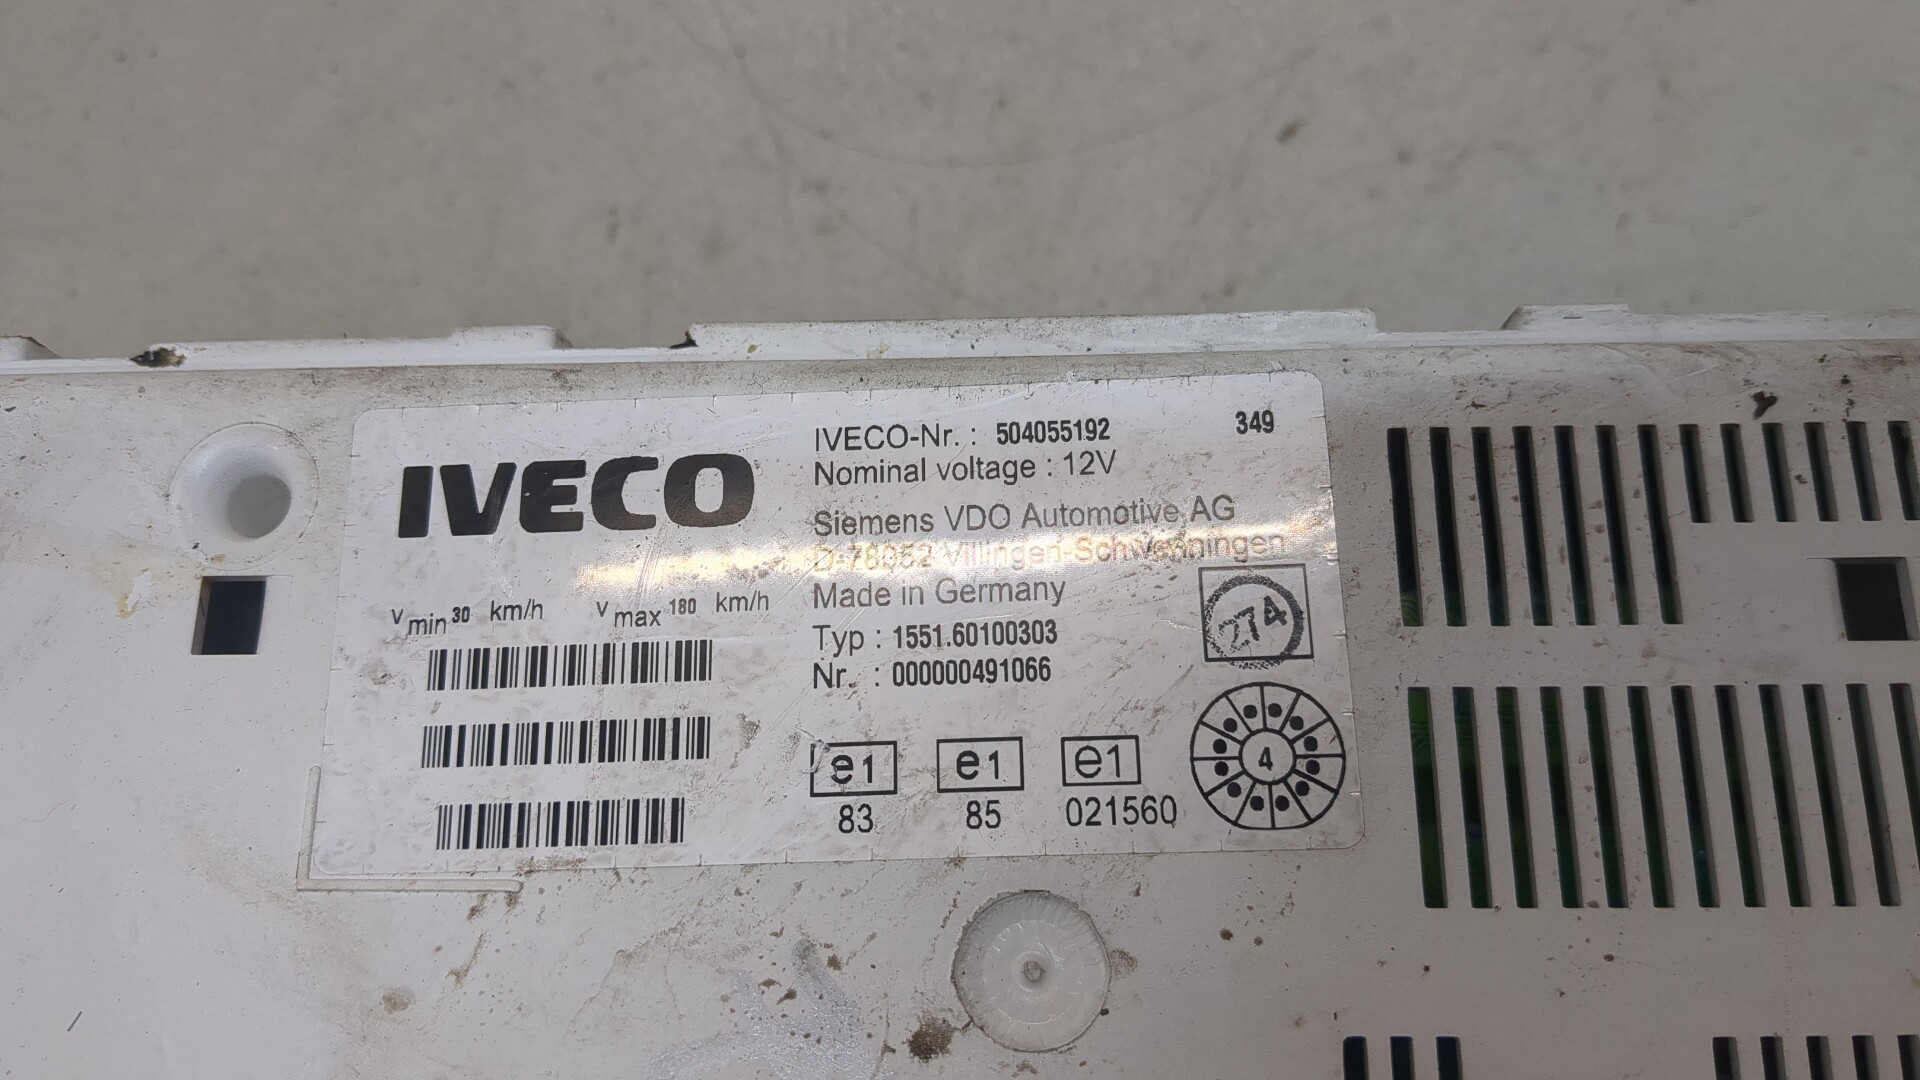 IVECO
IVECO-Nr. : 504055192 349
Nominal voltage : 12V
Siemens VDO Automotive AG
D-78052 Villingen-Schwenningen
Made in Germany
Vmin 30 km/h Vmax 180 km/h
Typ : 1551.60100303
Nr. : 000000491066
274
e1 e1 e1
83 85 021560
4